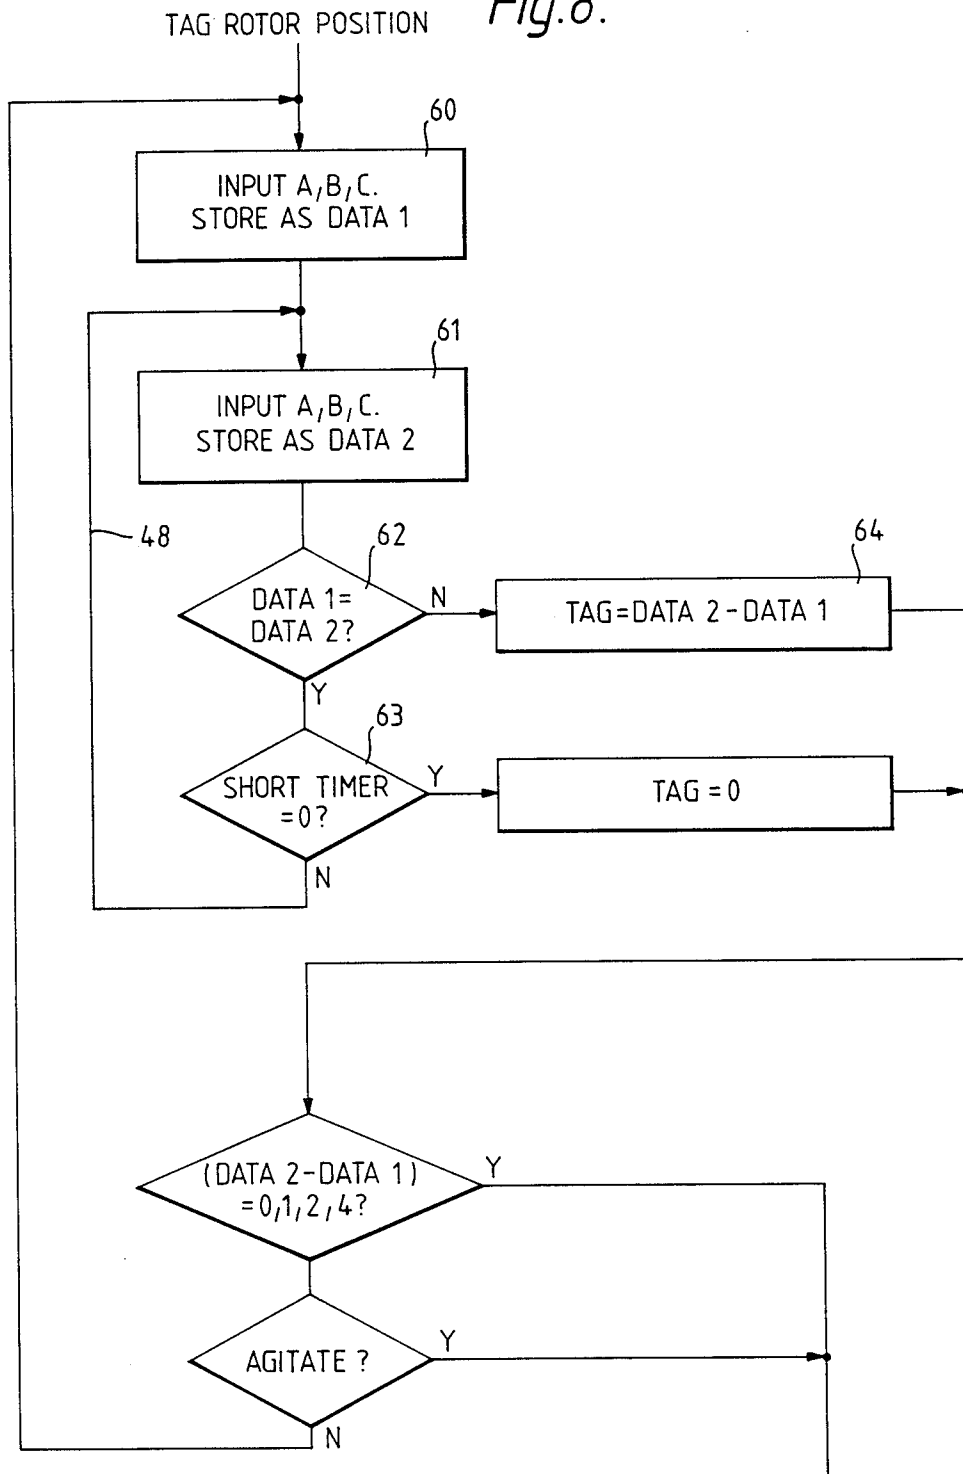 TAG ROTOR POSITION
60
INPUT A,B,C.
STORE AS DATA 1
61
INPUT A,B,C.
STORE AS DATA 2
48
62
DATA 1=
DATA 2?
N
64
TAG=DATA 2-DATA 1
Y
63
SHORT TIMER
=0?
Y
TAG =0
N
(DATA 2-DATA 1)
=0,1,2,4?
Y
AGITATE ?
Y
N